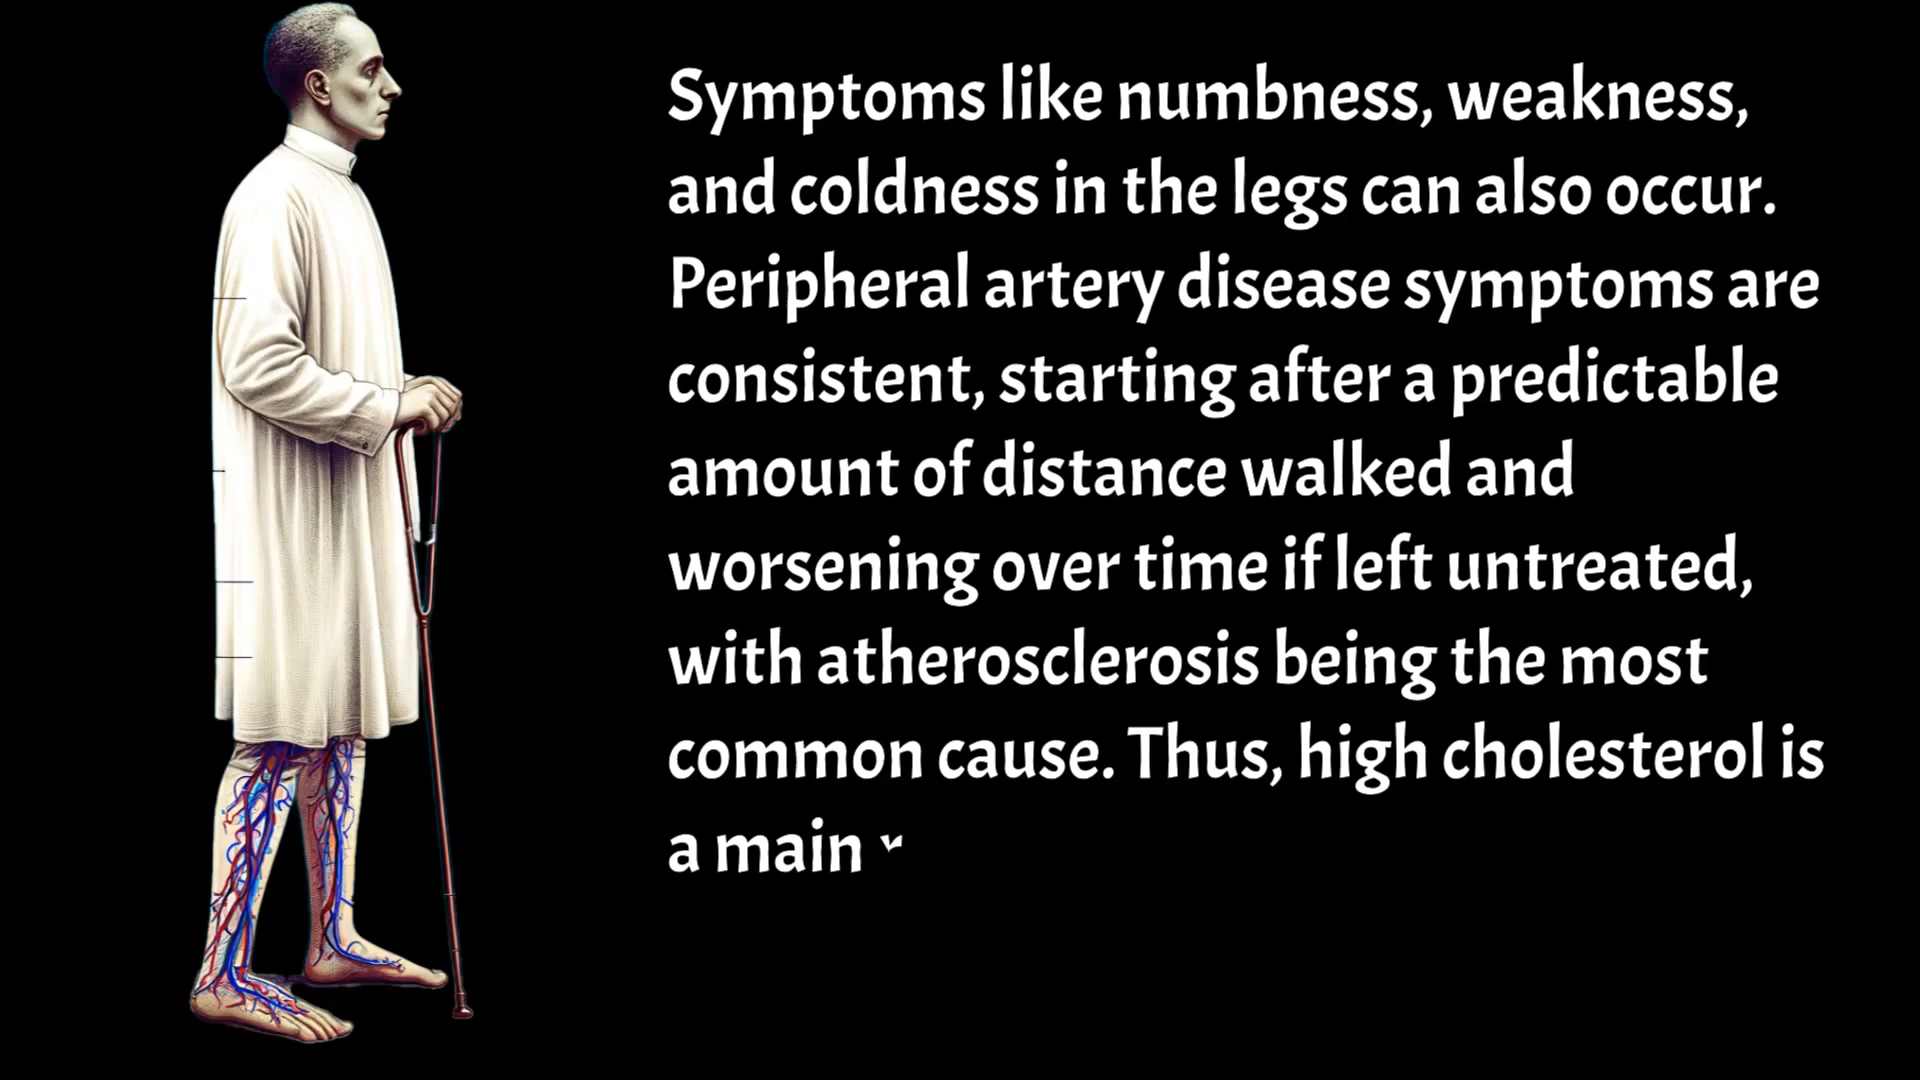 Symptoms like numbness, weakness,
and coldness in the legs can also occur.
Peripheral artery disease symptoms are
consistent, starting after a predictable
amount of distance walked and
worsening over time if left untreated,
with atherosclerosis being the most
common cause. Thus, high cholesterol is
a main